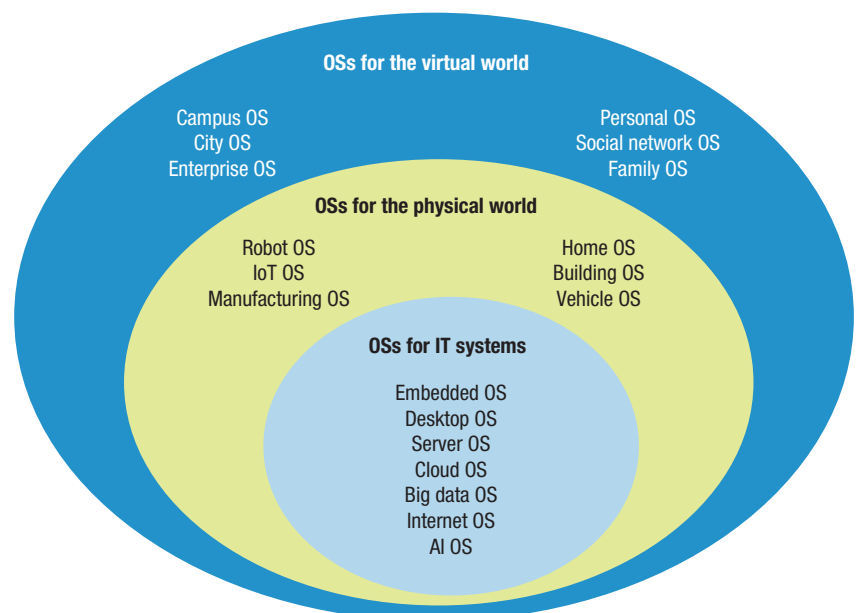 OSs for the virtual world
Campus OS
City OS
Enterprise OS
Personal OS
Social network OS
Family OS
OSs for the physical world
Robot OS
IoT OS
Manufacturing OS
Home OS
Building OS
Vehicle OS
OSs for IT systems
Embedded OS
Desktop OS
Server OS
Cloud OS
Big data OS
Internet OS
AI OS